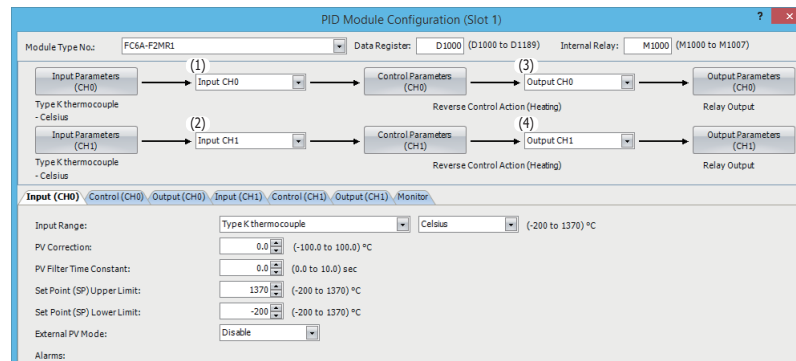 PID Module Configuration (Slot 1)
? ×
Module Type No.: FC6A-F2MR1 Data Register: D1000 (D1000 to D1189) Internal Relay: M1000 (M1000 to M1007)
(1) (3)
Input Parameters (CH0) Input CH0 Control Parameters (CH0) Output CH0 Output Parameters (CH0)
Type K thermocouple - Celsius Reverse Control Action (Heating) Relay Output
(2) (4)
Input Parameters (CH1) Input CH1 Control Parameters (CH1) Output CH1 Output Parameters (CH1)
Type K thermocouple - Celsius Reverse Control Action (Heating) Relay Output
Input (CH0) Control (CH0) Output (CH0) Input (CH1) Control (CH1) Output (CH1) Monitor
Input Range: Type K thermocouple Celsius (-200 to 1370) °C
PV Correction: 0.0 (-100.0 to 100.0) °C
PV Filter Time Constant: 0.0 (0.0 to 10.0) sec
Set Point (SP) Upper Limit: 1370 (-200 to 1370) °C
Set Point (SP) Lower Limit: -200 (-200 to 1370) °C
External PV Mode: Disable
Alarms: